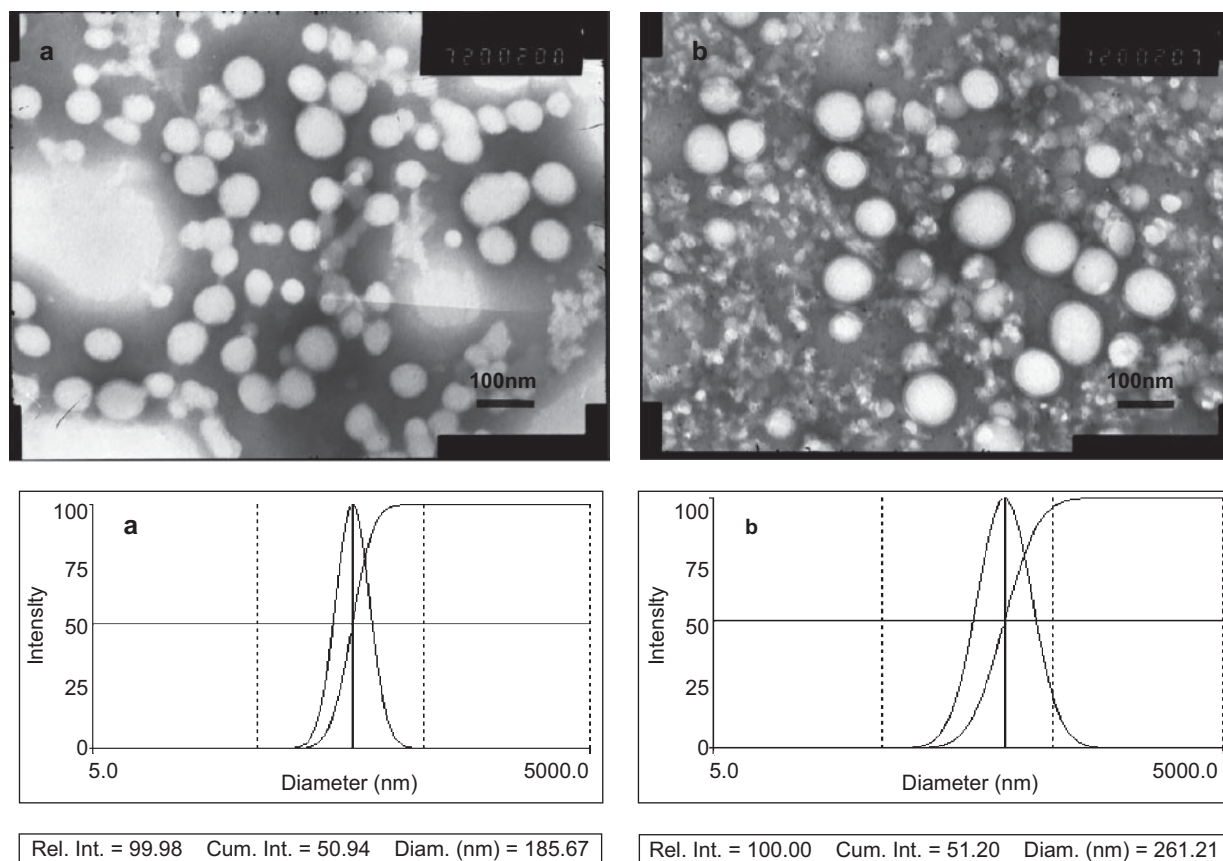 a
100nm
b
100nm
a
100
75
50
25
0
Intenslty
5.0
5000.0
Diameter (nm)
Rel. Int. = 99.98 Cum. Int. = 50.94 Diam. (nm) = 185.67
b
100
75
50
25
0
Intenslty
5.0
5000.0
Diameter (nm)
Rel. Int. = 100.00 Cum. Int. = 51.20 Diam. (nm) = 261.21